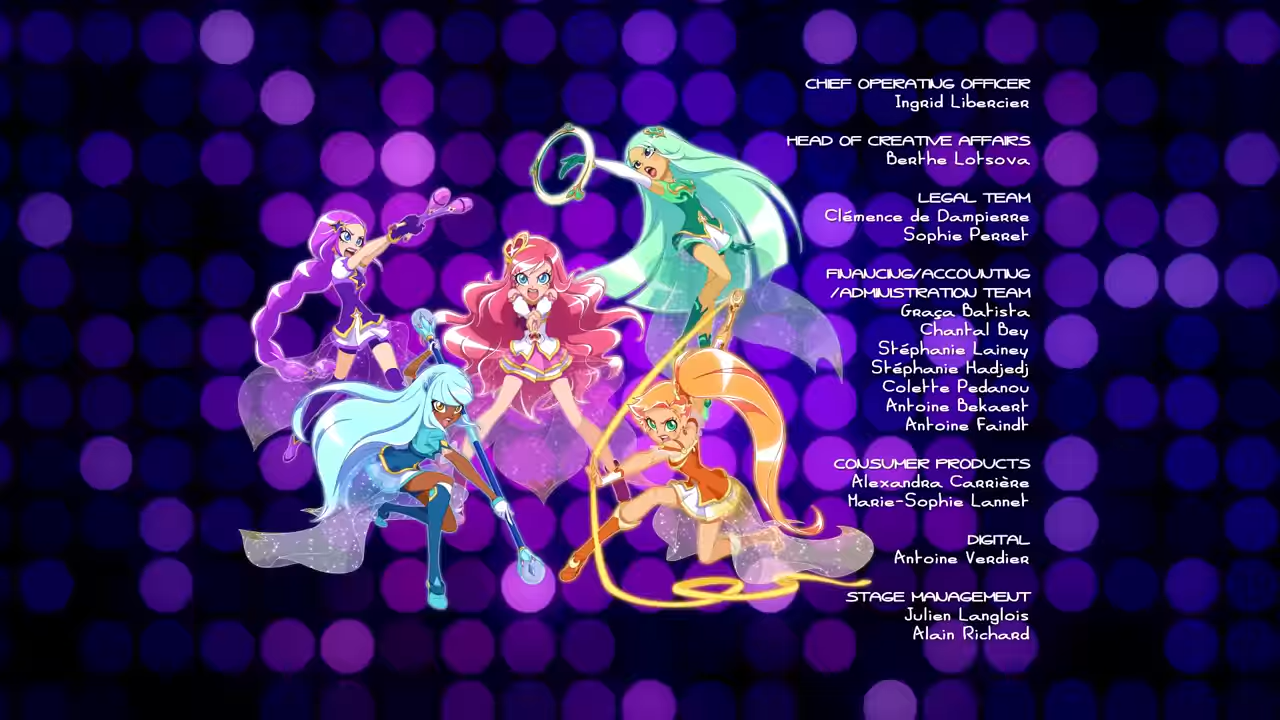 CHIEF OPERATING OFFICER
Ingrid Libercier
HEAD OF CREATIVE AFFAIRS
Berthe Lotsova
LEGAL TEAM
Clémence de Dampierre
Sophie Perret
FINANCING/ACCOUNTING
/ADMINISTRATION TEAM
Graça Batista
Chantal Bey
Stéphanie Lainey
Stéphanie Hadjedj
Colette Pedanou
Antoine Bekaert
Antoine Faindt
CONSUMER PRODUCTS
Alexandra Carrière
Marie-Sophie Lannet
DIGITAL
Antoine Verdier
STAGE MANAGEMENT
Julien Langlois
Alain Richard